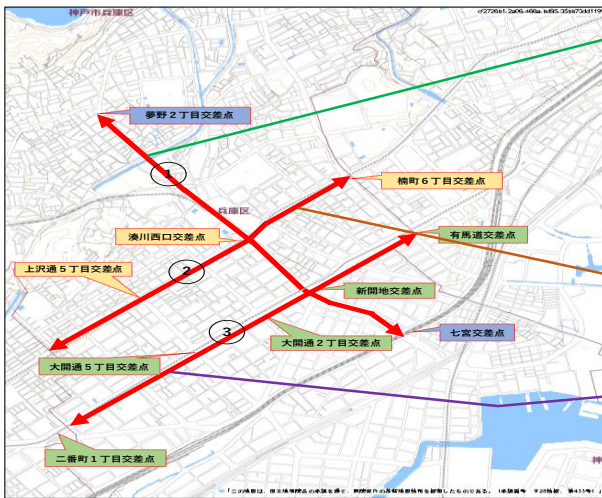 神戸市兵庫区
夢野２丁目交差点
1
楠町６丁目交差点
兵庫区
湊川西口交差点
有馬道交差点
上沢通５丁目交差点
2
新開地交差点
3
大開通２丁目交差点
七宮交差点
大開通５丁目交差点
二番町１丁目交差点
神